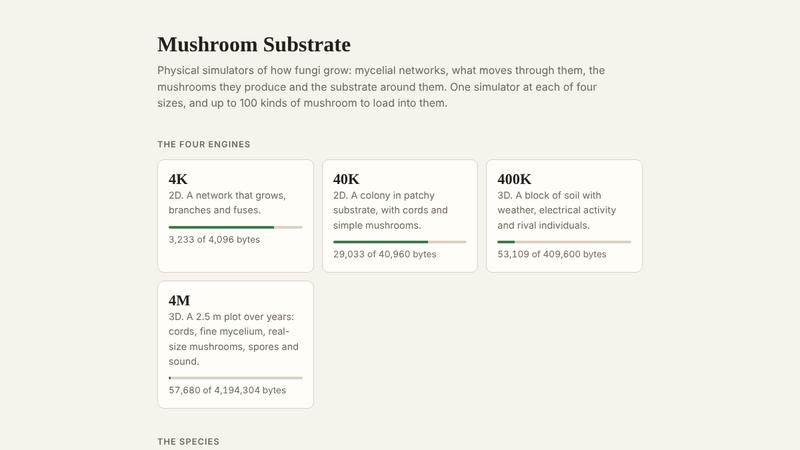 Mushroom Substrate
Physical simulators of how fungi grow: mycelial networks, what moves through them, the
mushrooms they produce and the substrate around them. One simulator at each of four
sizes, and up to 100 kinds of mushroom to load into them.
THE FOUR ENGINES
4K
2D. A network that grows,
branches and fuses.
3,233 of 4,096 bytes
40K
2D. A colony in patchy
substrate, with cords and
simple mushrooms.
29,033 of 40,960 bytes
400K
3D. A block of soil with
weather, electrical activity
and rival individuals.
53,109 of 409,600 bytes
4M
3D. A 2.5 m plot over years:
cords, fine mycelium, real-
size mushrooms, spores and
sound.
57,680 of 4,194,304 bytes
THE SPECIES